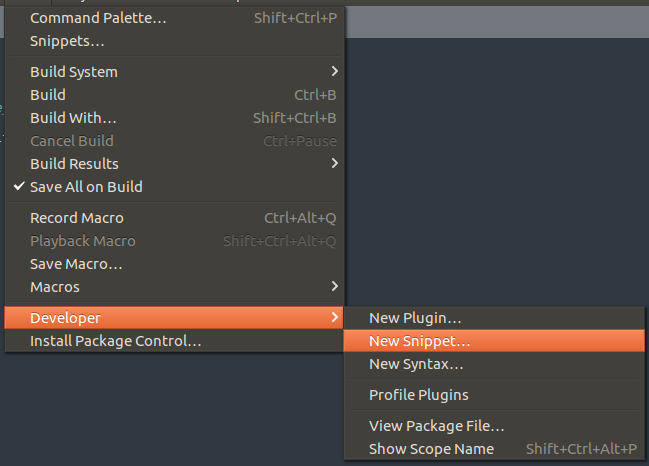 Command Palette… Shift+Ctrl+P
Snippets…
Build System
Build Ctrl+B
Build With… Shift+Ctrl+B
Cancel Build Ctrl+Pause
Build Results
Save All on Build
Record Macro Ctrl+Alt+Q
Playback Macro Shift+Ctrl+Alt+Q
Save Macro…
Macros
Developer
New Plugin…
Install Package Control…
New Snippet…
New Syntax…
Profile Plugins
View Package File…
Show Scope Name Shift+Ctrl+Alt+P